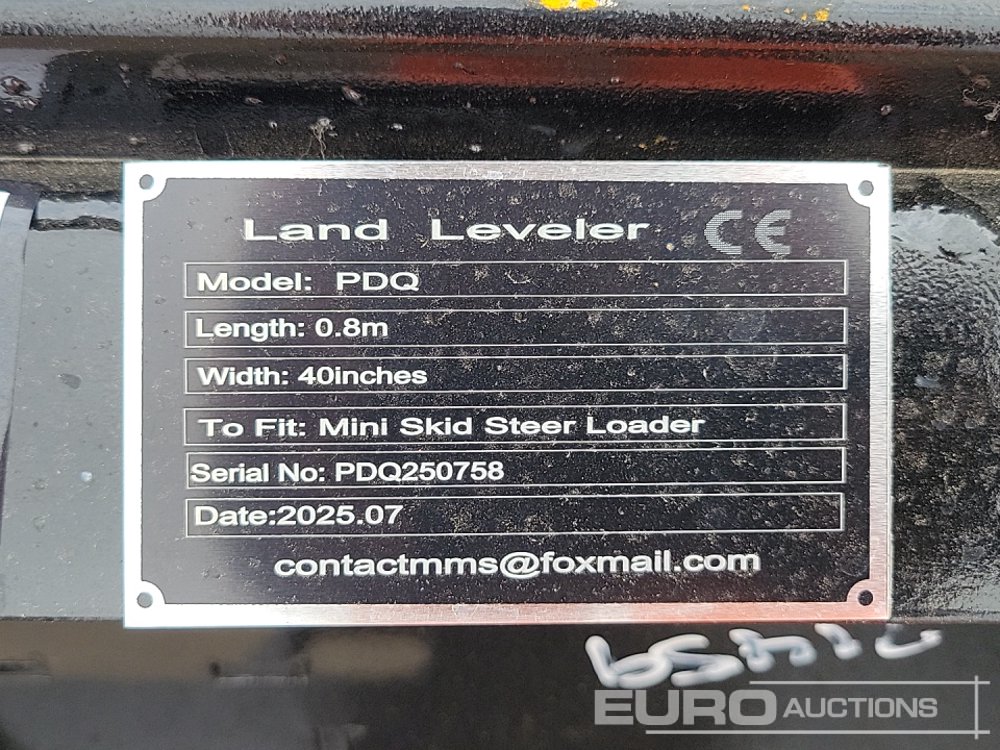 Land Leveler CE
Model: PDQ
Length: 0.8m
Width: 40inches
To Fit: Mini Skid Steer Loader
Serial No: PDQ250758
Date:2025.07
contactmms@foxmail.com
EURO AUCTIONS